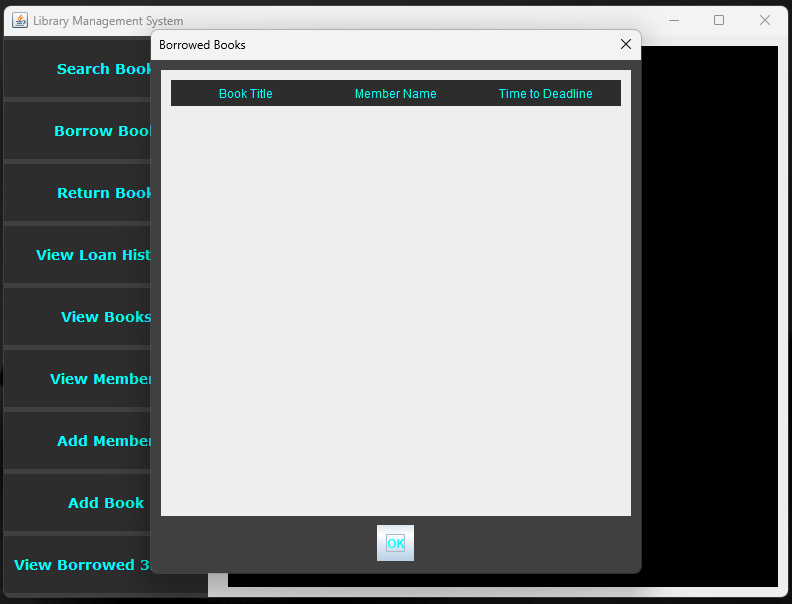 Library Management System
Borrowed Books
Book Title Member Name Time to Deadline
Search Book
Borrow Book
Return Book
View Loan Hist
View Books
View Member
Add Member
Add Book
View Borrowed
OK